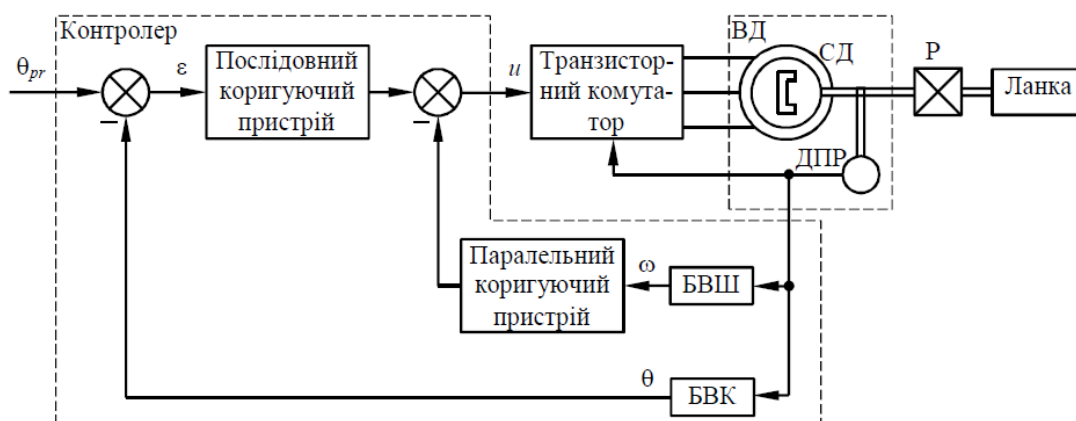 Контролер
θpr
ε
Послідовний
коригуючий
пристрій
u
Транзистор-
ний комута-
тор
ВД
СД
Р
Ланка
ДПР
Паралельний
коригуючий
пристрій
ω
БВШ
θ
БВК